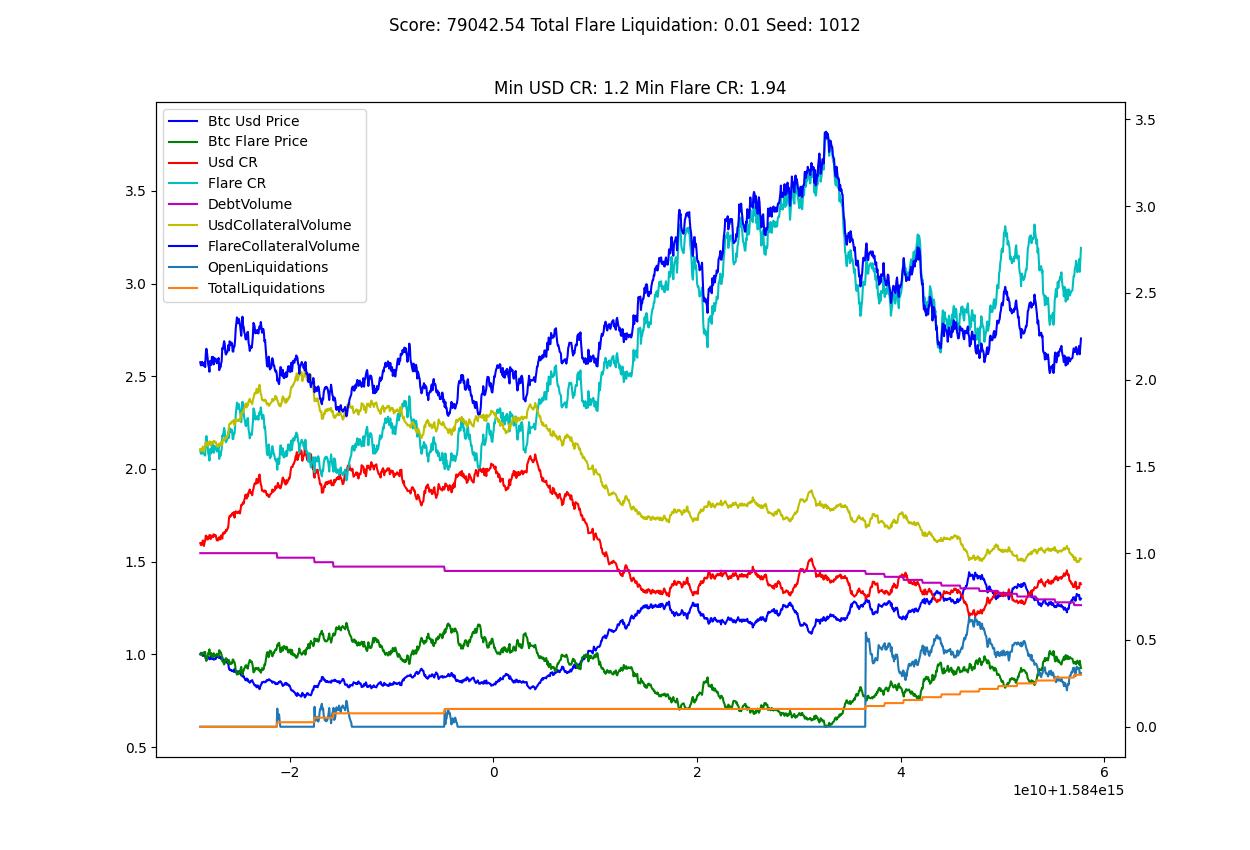 Score: 79042.54 Total Flare Liquidation: 0.01 Seed: 1012
Min USD CR: 1.2 Min Flare CR: 1.94
Btc Usd Price
Btc Flare Price
Usd CR
Flare CR
DebtVolume
UsdCollateralVolume
FlareCollateralVolume
OpenLiquidations
TotalLiquidations
3.5
3.0
2.5
2.0
1.5
1.0
0.5
3.5
3.0
2.5
2.0
1.5
1.0
0.5
0.0
−2
0
2
4
6
1e10+1.584e15